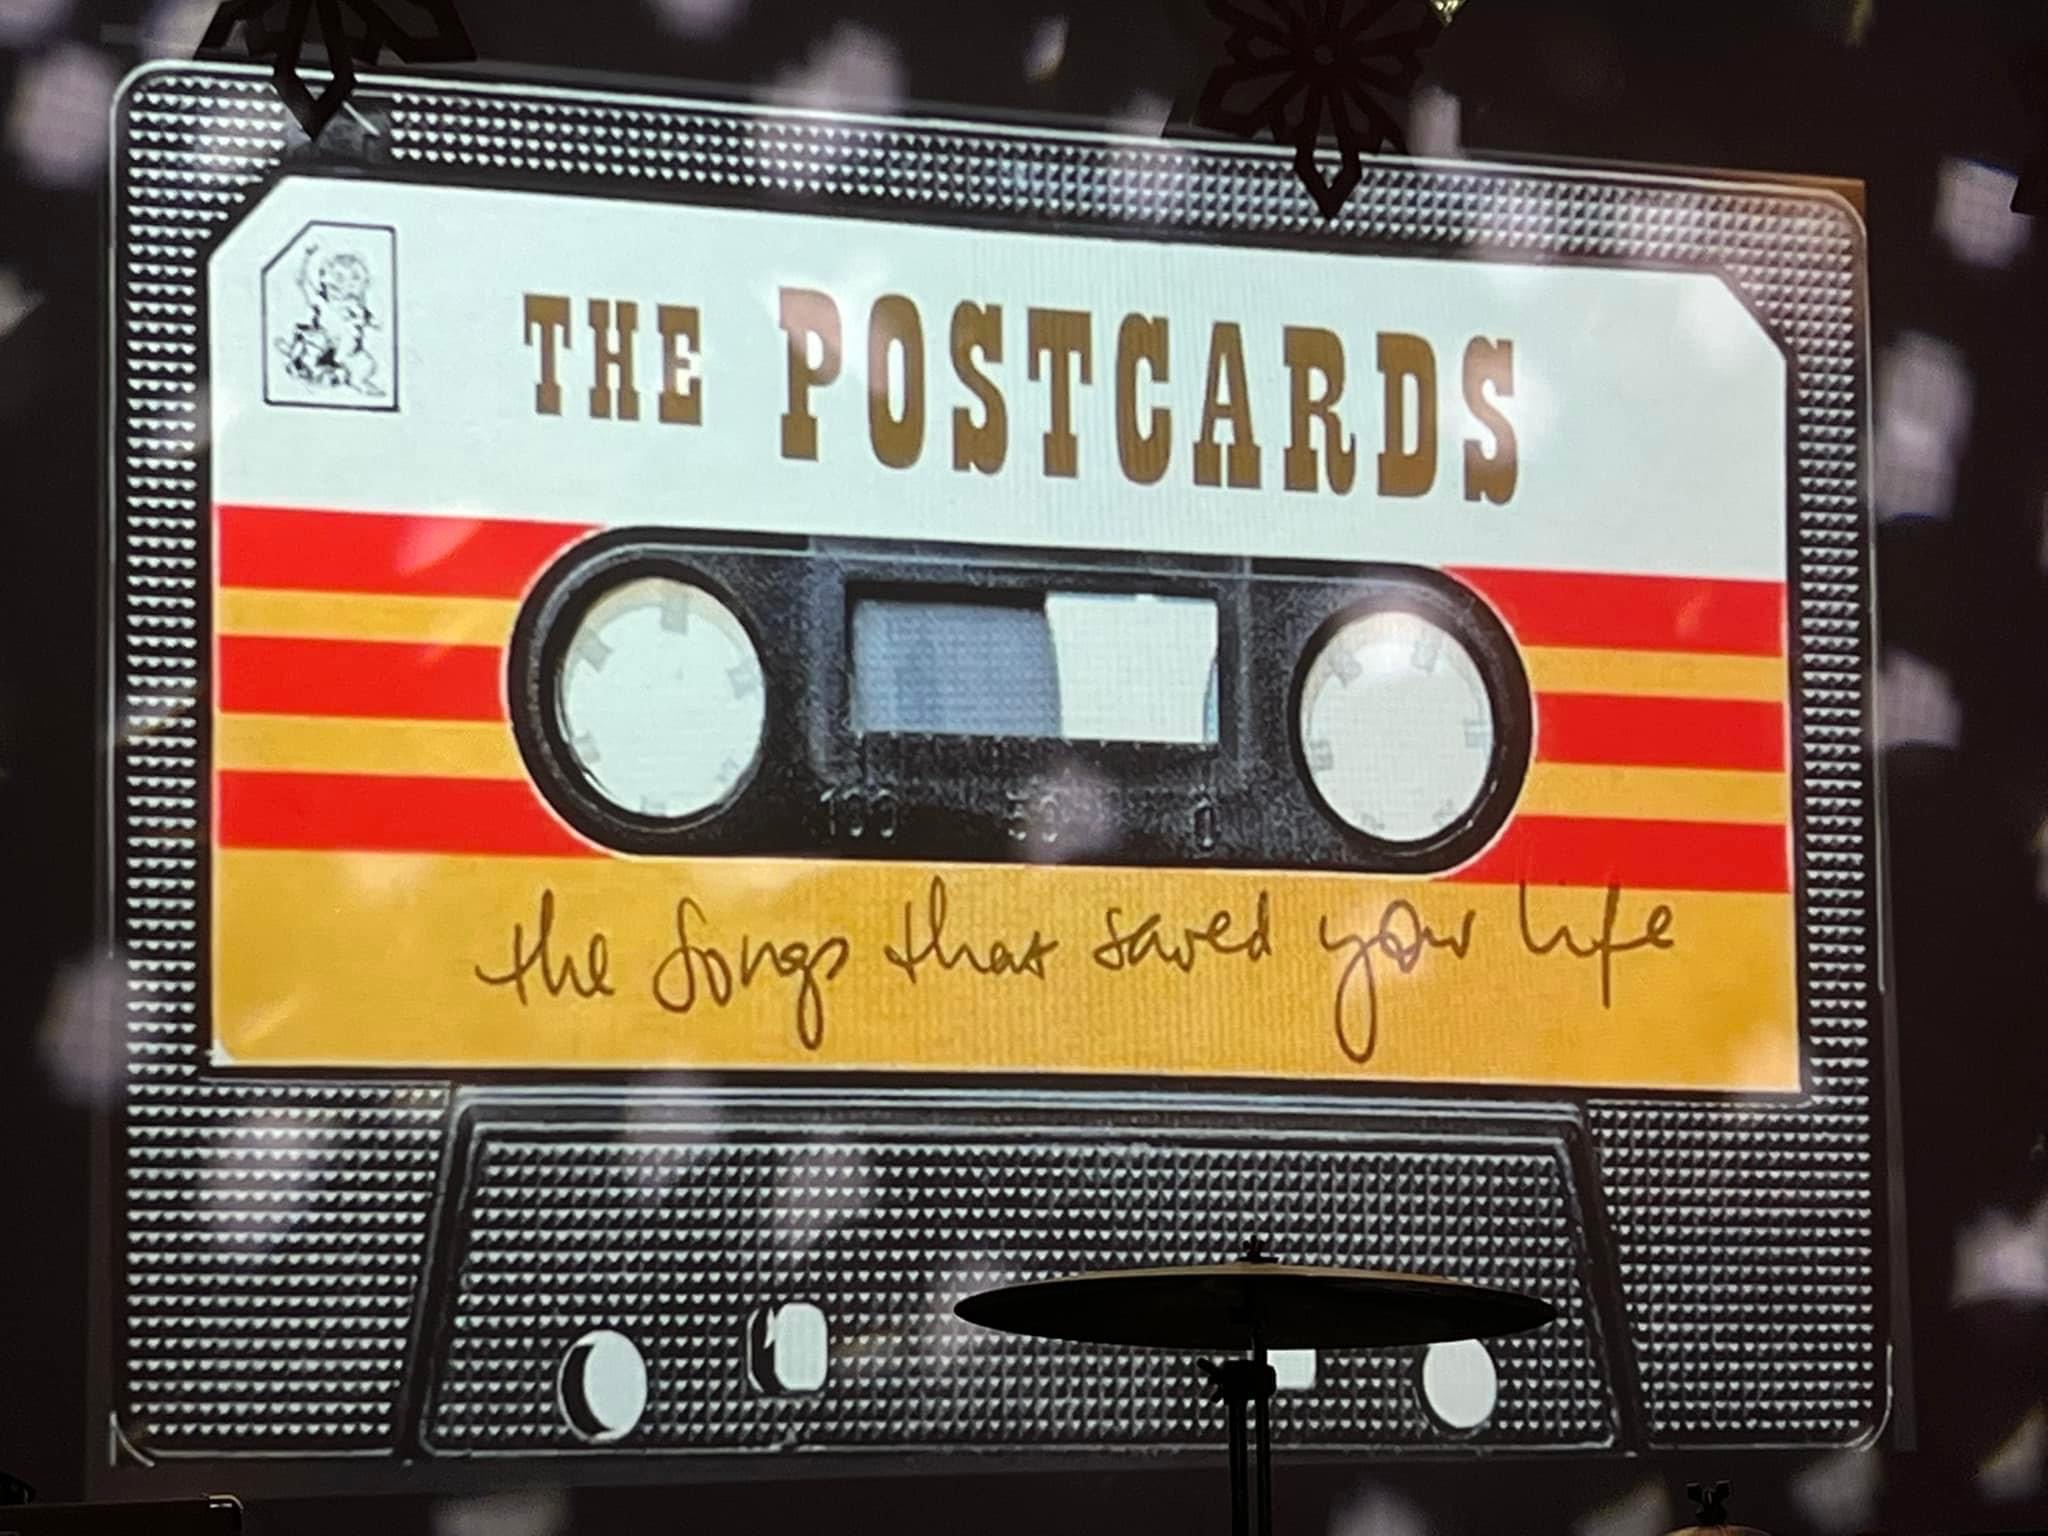 THE POSTCARDS
100 50 0
the songs that saved your life